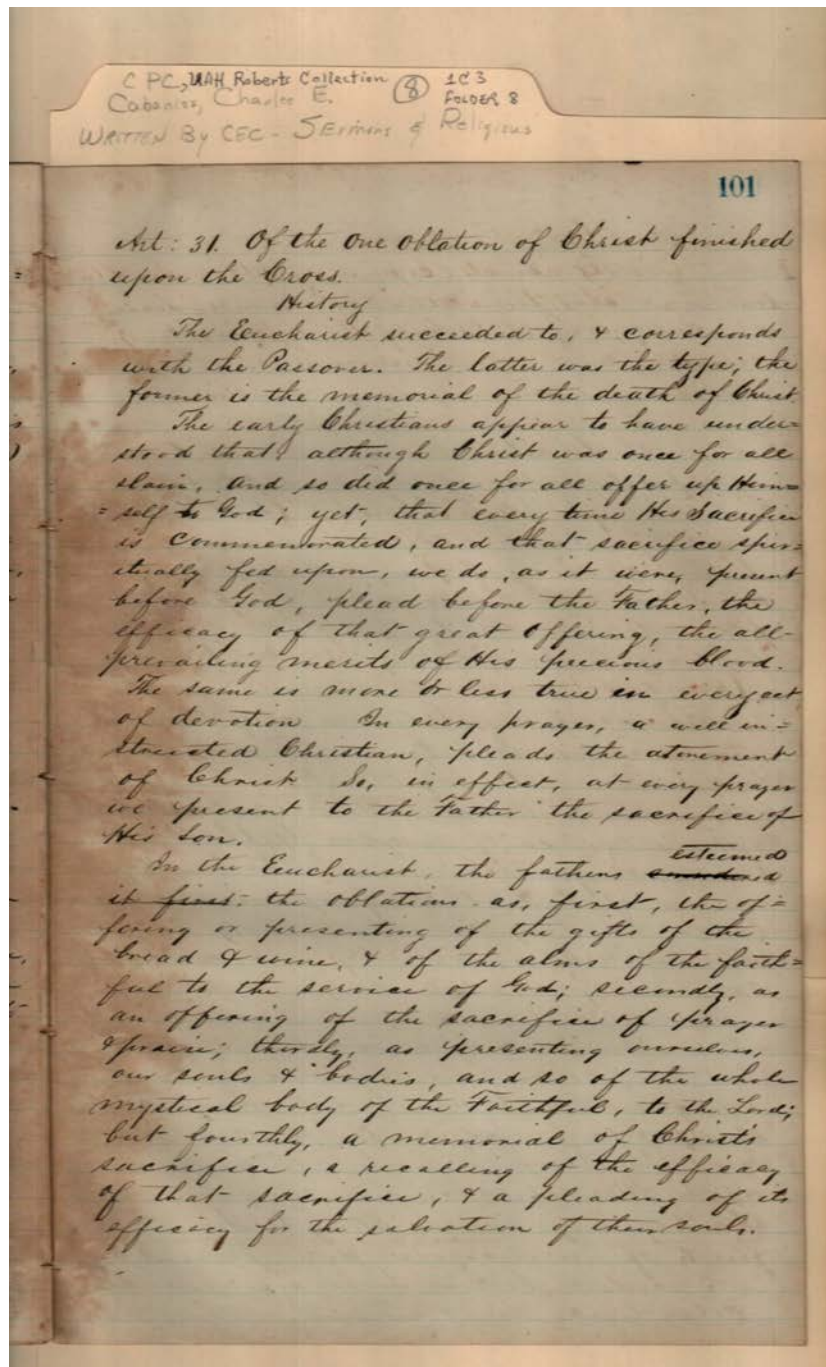 C PC, UAH Roberts Collection 8 1C3
Cabaniss, Charles E. FOLDER 8
WRITTEN By CEC - SErmons & Religious
101
Art: 31. Of the One Oblation of Christ finished
upon the Cross.
History
The Eeucharist succeeded to, & corresponds
with the Passover. The latter was the type; the
former is the memorial of the death of Christ.
The early Christians appear to have under=
stood that, although Christ was once for all
slain, and so did once for all offer up Him=
=self to God; yet, that every time His Sacrifice
is commemorated, and that sacrifice spir=
itually fed upon, we do, as it were, present
before God, plead before the Father, the
efficacy of that great Offering, the all-
prevailing merits of His precious blood.
The same is more or less true in every act
of devotion In every prayer, a well in=
structed Christian, pleads the atonement
of Christ So, in effect, at every prayer
we present to the Father the sacrifice of
His Son.
In the Eeucharist, the fathers esteemed
it first: the oblations as, first, the of=
fering or presenting of the gifts of the
bread & wine, & of the alms of the faith=
ful to the service of God; secondly, as
an offering of the sacrifice of prayer
& praise; thirdly, as presenting ourselves,
our souls & bodies, and so of the whole
mystical body of the Faithful, to the Lord;
but fourthly, a memorial of Christ's
sacrifice, a recalling of the efficacy
of that sacrifice, & a pleading of its
efficacy for the salvation of their souls.